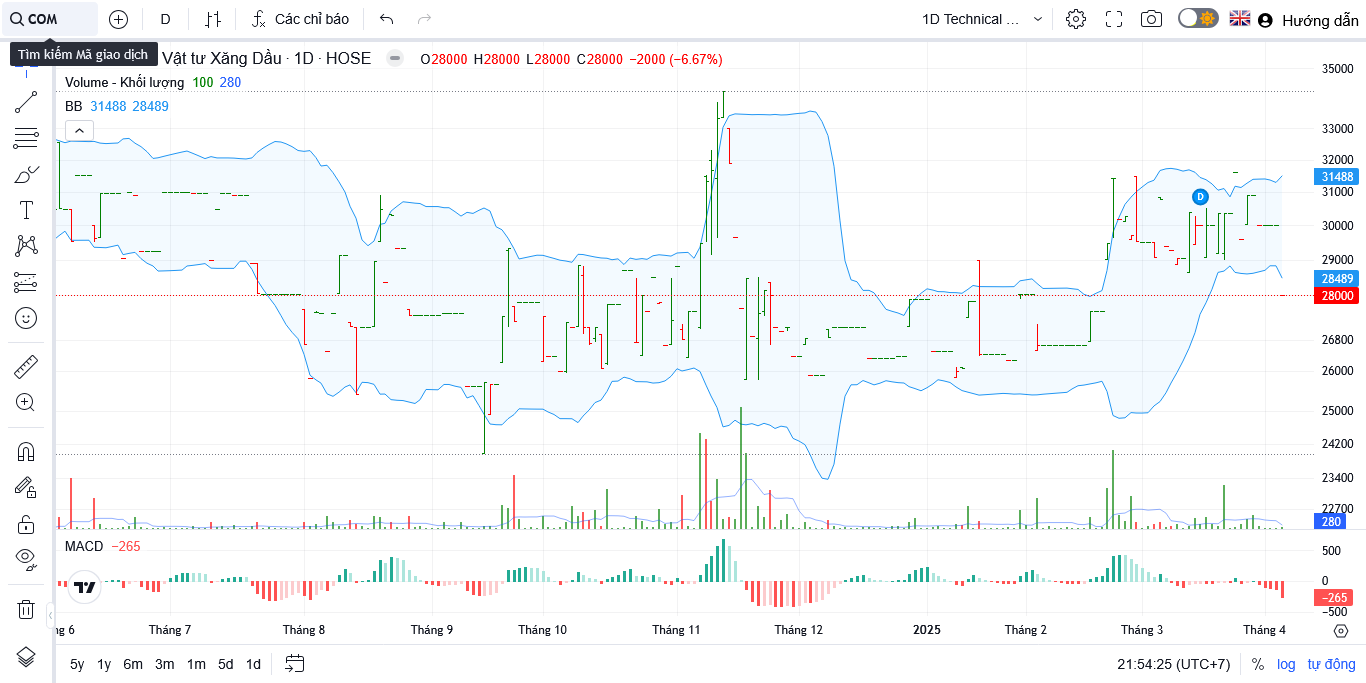 COM
D
Các chỉ báo
1D Technical ...
Hướng dẫn
Tìm kiếm Mã giao dịch
Vật tư Xăng Dầu · 1D · HOSE
O28000 H28000 L28000 C28000 −2000 (−6.67%)
Volume - Khối lượng 100 280
BB 31488 28489
D
35000
33000
32000
31488
31000
30000
29000
28489
28000
26800
26000
25000
24200
23400
22700
280
MACD −265
500
0
−265
−500
ng 6
Tháng 7
Tháng 8
Tháng 9
Tháng 10
Tháng 11
Tháng 12
2025
Tháng 2
Tháng 3
Tháng 4
5y 1y 6m 3m 1m 5d 1d
21:54:25 (UTC+7)
% log tự động